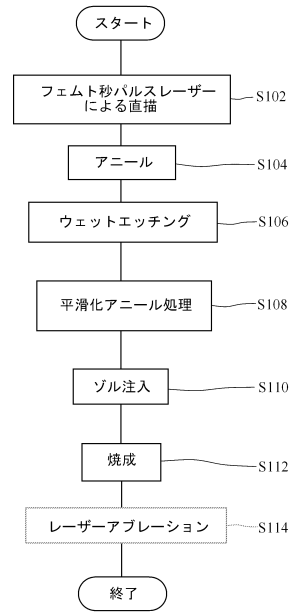 スタート
フェムト秒パルスレーザー
による直描
S102
アニール
S104
ウェットエッチング
S106
平滑化アニール処理
S108
ゾル注入
S110
焼成
S112
レーザーアブレーション
S114
終了